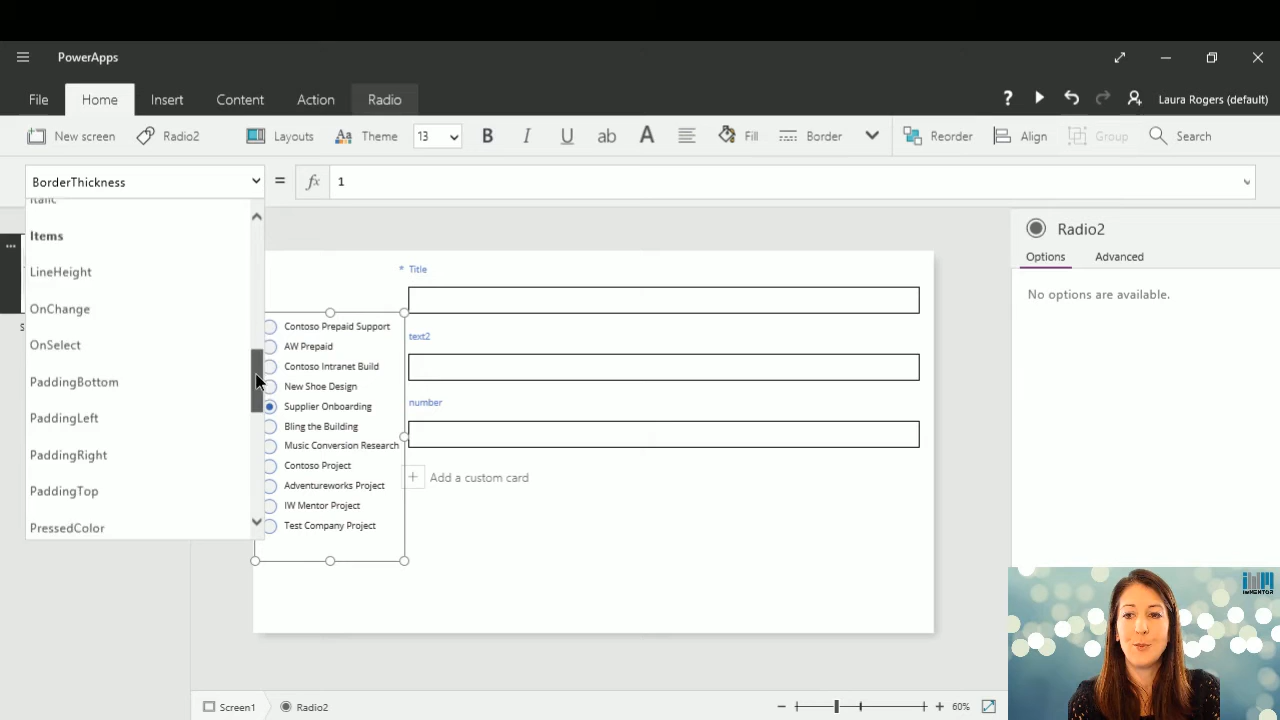 PowerApps
File Home Insert Content Action Radio ? Laura Rogers (default)
New screen Radio2 Layouts Theme 13 B I U ab A Fill Border Reorder Align Group Search
BorderThickness = fx 1
Italic
Items
LineHeight
OnChange
OnSelect
PaddingBottom
PaddingLeft
PaddingRight
PaddingTop
PressedColor
Contoso Prepaid Support
AW Prepaid
Contoso Intranet Build
New Shoe Design
Supplier Onboarding
Bling the Building
Music Conversion Research
Contoso Project
Adventureworks Project
IW Mentor Project
Test Company Project
* Title
text2
number
Add a custom card
Radio2
Options Advanced
No options are available.
IWMENTOR
Screen1 Radio2 60%